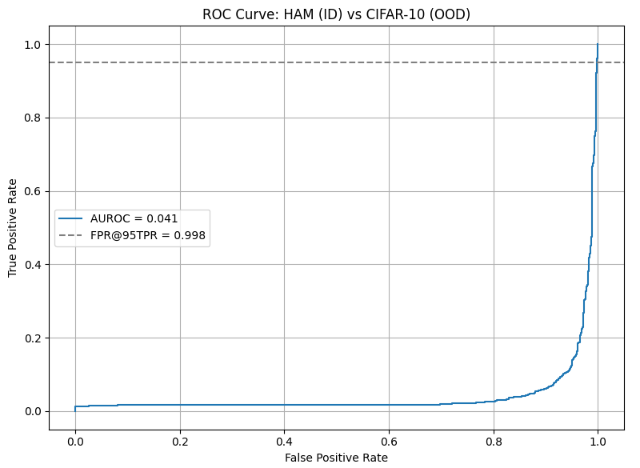 ROC Curve: HAM (ID) vs CIFAR-10 (OOD)
1.0
0.8
0.6
0.4
0.2
0.0
True Positive Rate
AUROC = 0.041
FPR@95TPR = 0.998
0.0 0.2 0.4 0.6 0.8 1.0
False Positive Rate